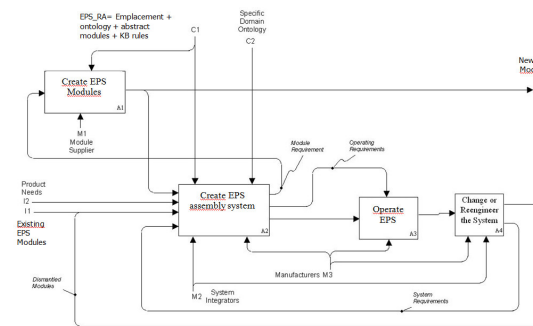 EPS_RA= Emplacement +
ontology + abstract
modules + KB rules
C1
Specific
Domain
Ontology
C2
New
Mod
Create EPS
Modules
A1
M1
Module
Supplier
Module
Requirement
Operating
Requirements
Product
Needs
I2
I1
Existing
EPS
Modules
Create EPS
assembly system
A2
Operate
EPS
A3
Change or
Reengineer
the System
A4
Manufacturers M3
M2 System
Integrators
Dismantled
Modules
System
Requirements